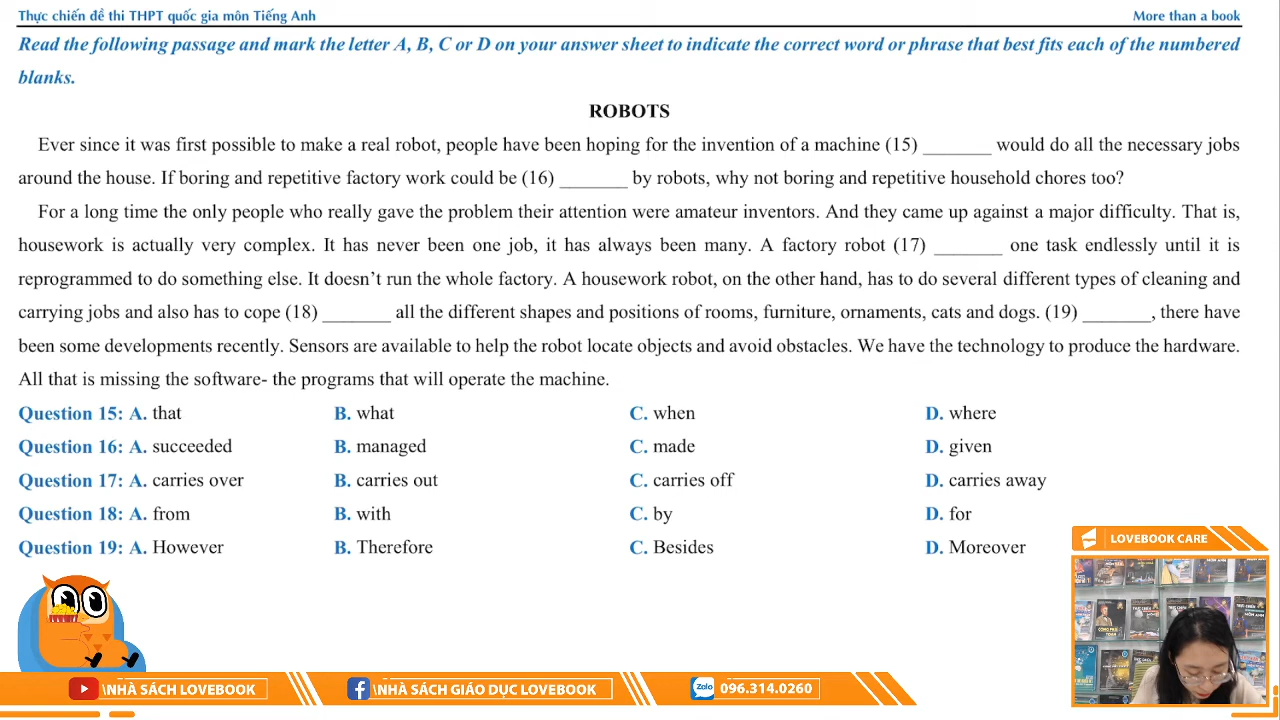 Thực chiến đề thi THPT quốc gia môn Tiếng Anh
More than a book
Read the following passage and mark the letter A, B, C or D on your answer sheet to indicate the correct word or phrase that best fits each of the numbered
blanks.
ROBOTS
Ever since it was first possible to make a real robot, people have been hoping for the invention of a machine (15) _______ would do all the necessary jobs
around the house. If boring and repetitive factory work could be (16) _______ by robots, why not boring and repetitive household chores too?
For a long time the only people who really gave the problem their attention were amateur inventors. And they came up against a major difficulty. That is,
housework is actually very complex. It has never been one job, it has always been many. A factory robot (17) _______ one task endlessly until it is
reprogrammed to do something else. It doesn’t run the whole factory. A housework robot, on the other hand, has to do several different types of cleaning and
carrying jobs and also has to cope (18) _______ all the different shapes and positions of rooms, furniture, ornaments, cats and dogs. (19) _______, there have
been some developments recently. Sensors are available to help the robot locate objects and avoid obstacles. We have the technology to produce the hardware.
All that is missing the software- the programs that will operate the machine.
Question 15: A. that B. what C. when D. where
Question 16: A. succeeded B. managed C. made D. given
Question 17: A. carries over B. carries out C. carries off D. carries away
Question 18: A. from B. with C. by D. for
Question 19: A. However B. Therefore C. Besides D. Moreover
LOVEBOOK CARE
NHÀ SÁCH LOVEBOOK
NHÀ SÁCH GIÁO DỤC LOVEBOOK
Zalo 096.314.0260